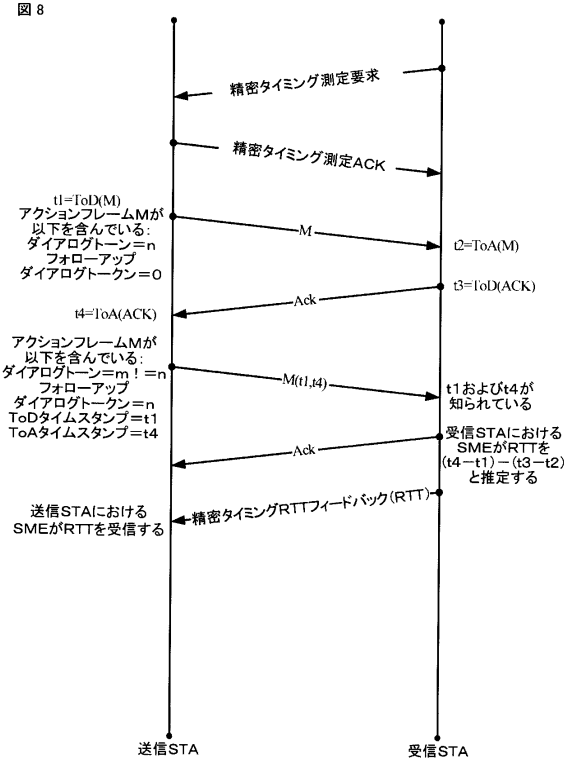 図８
精密タイミング測定要求
精密タイミング測定ACK
t1=ToD(M)
アクションフレームMが
以下を含んでいる:
ダイアログトーン=n
フォローアップ
ダイアログトークン=0
M
t2=ToA(M)
t3=ToD(ACK)
Ack
t4=ToA(ACK)
アクションフレームMが
以下を含んでいる:
ダイアログトーン=m！=n
フォローアップ
ダイアログトークン=n
ToDタイムスタンプ=t1
ToAタイムスタンプ=t4
M(t1,t4)
t1およびt4が
知られている
Ack
受信STAにおける
SMEがRTTを
(t4－t1)－(t3－t2)
と推定する
精密タイミングRTTフィードバック(RTT)
送信STAにおける
SMEがRTTを受信する
送信STA
受信STA